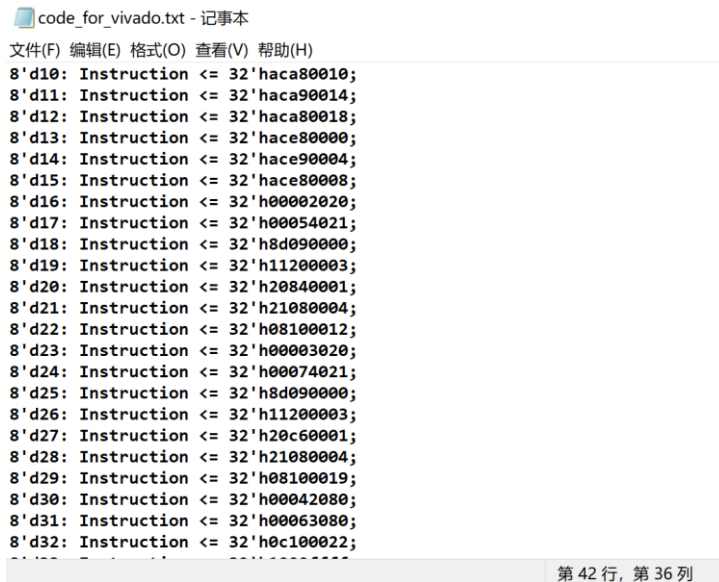 code_for_vivado.txt - 记事本
文件(F) 编辑(E) 格式(O) 查看(V) 帮助(H)
8'd10: Instruction <= 32'haca80010;
8'd11: Instruction <= 32'haca90014;
8'd12: Instruction <= 32'haca80018;
8'd13: Instruction <= 32'hace80000;
8'd14: Instruction <= 32'hace90004;
8'd15: Instruction <= 32'hace80008;
8'd16: Instruction <= 32'h00002020;
8'd17: Instruction <= 32'h00054021;
8'd18: Instruction <= 32'h8d090000;
8'd19: Instruction <= 32'h11200003;
8'd20: Instruction <= 32'h20840001;
8'd21: Instruction <= 32'h21080004;
8'd22: Instruction <= 32'h08100012;
8'd23: Instruction <= 32'h00003020;
8'd24: Instruction <= 32'h00074021;
8'd25: Instruction <= 32'h8d090000;
8'd26: Instruction <= 32'h11200003;
8'd27: Instruction <= 32'h20c60001;
8'd28: Instruction <= 32'h21080004;
8'd29: Instruction <= 32'h08100019;
8'd30: Instruction <= 32'h00042080;
8'd31: Instruction <= 32'h00063080;
8'd32: Instruction <= 32'h0c100022;
第 42 行，第 36 列